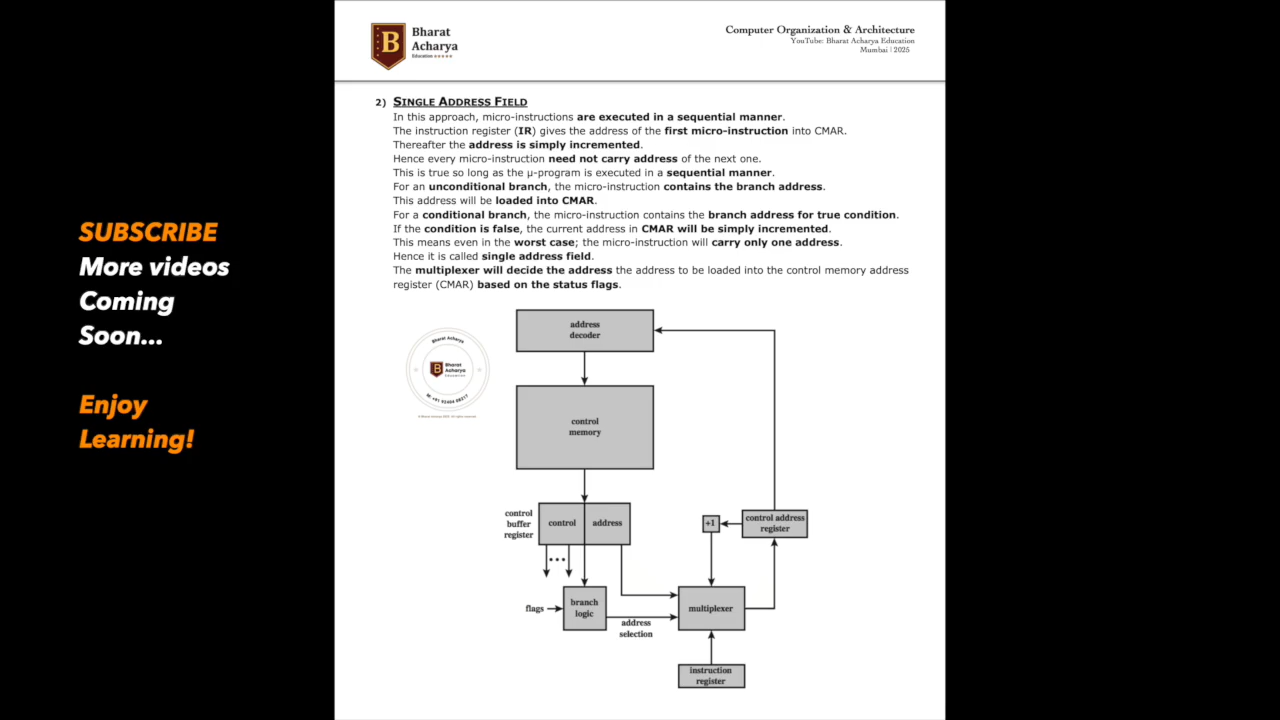 Bharat
Acharya
Education ★★★★★
Computer Organization & Architecture
YouTube: Bharat Acharya Education
Mumbai | 2025
SUBSCRIBE
More videos
Coming
Soon...
Enjoy
Learning!
2) SINGLE ADDRESS FIELD
In this approach, micro-instructions are executed in a sequential manner.
The instruction register (IR) gives the address of the first micro-instruction into CMAR.
Thereafter the address is simply incremented.
Hence every micro-instruction need not carry address of the next one.
This is true so long as the μ-program is executed in a sequential manner.
For an unconditional branch, the micro-instruction contains the branch address.
This address will be loaded into CMAR.
For a conditional branch, the micro-instruction contains the branch address for true condition.
If the condition is false, the current address in CMAR will be simply incremented.
This means even in the worst case; the micro-instruction will carry only one address.
Hence it is called single address field.
The multiplexer will decide the address the address to be loaded into the control memory address
register (CMAR) based on the status flags.
address
decoder
Bharat Acharya
Bharat
Acharya
Education
control
memory
control
buffer
register
control
address
+1
control address
register
•••
flags
branch
logic
multiplexer
address
selection
instruction
register